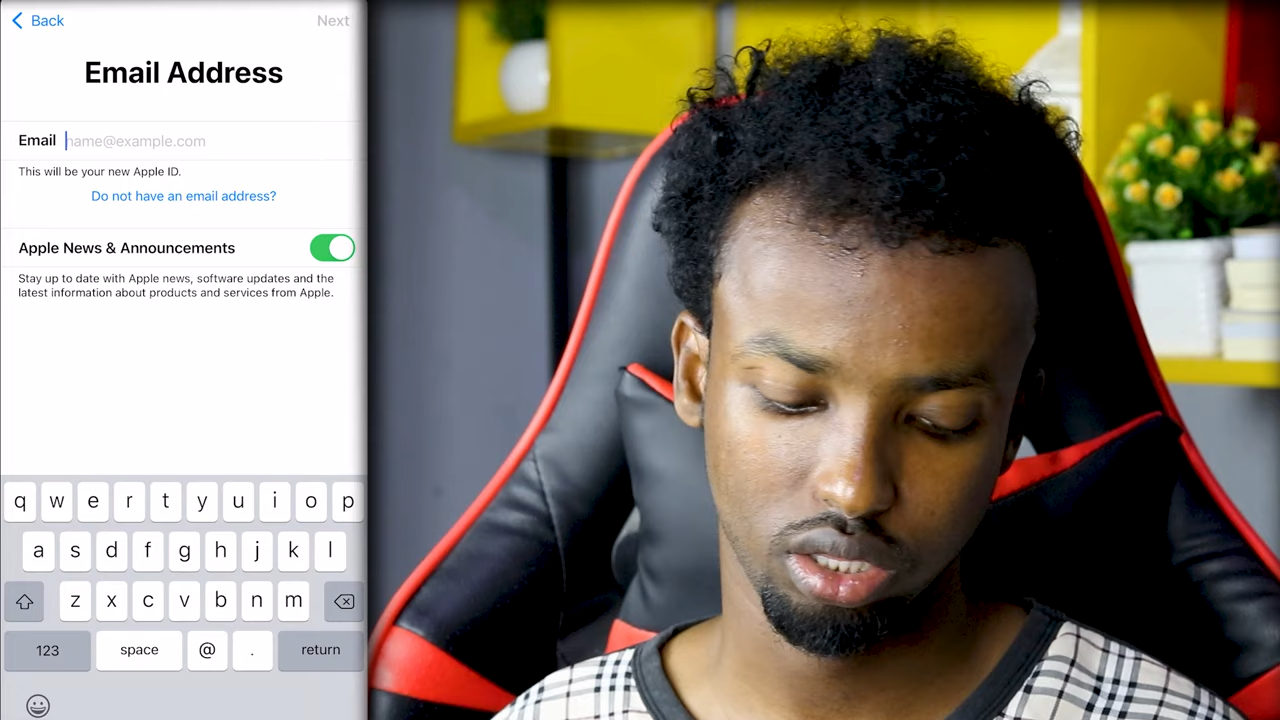 Back
Next
Email Address
Email name@example.com
This will be your new Apple ID.
Do not have an email address?
Apple News & Announcements
Stay up to date with Apple news, software updates and the
latest information about products and services from Apple.
q w e r t y u i o p
a s d f g h j k l
z x c v b n m
123 space @ . return